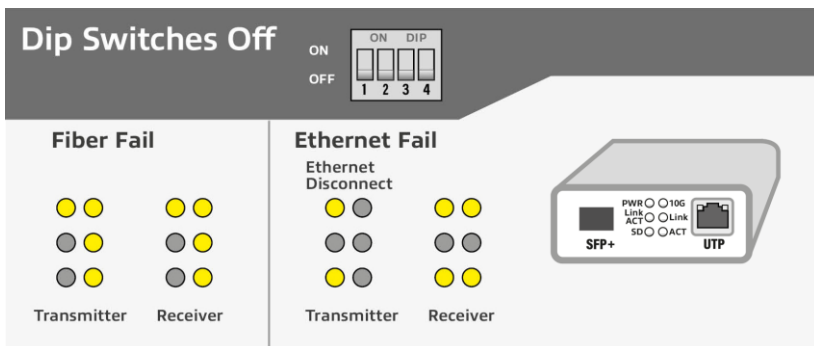 Dip Switches Off
ON
OFF
ON DIP
1 2 3 4
Fiber Fail
Transmitter Receiver
Ethernet Fail
Ethernet
Disconnect
Transmitter Receiver
PWR 10G
Link
ACT Link
SD ACT
SFP+ UTP